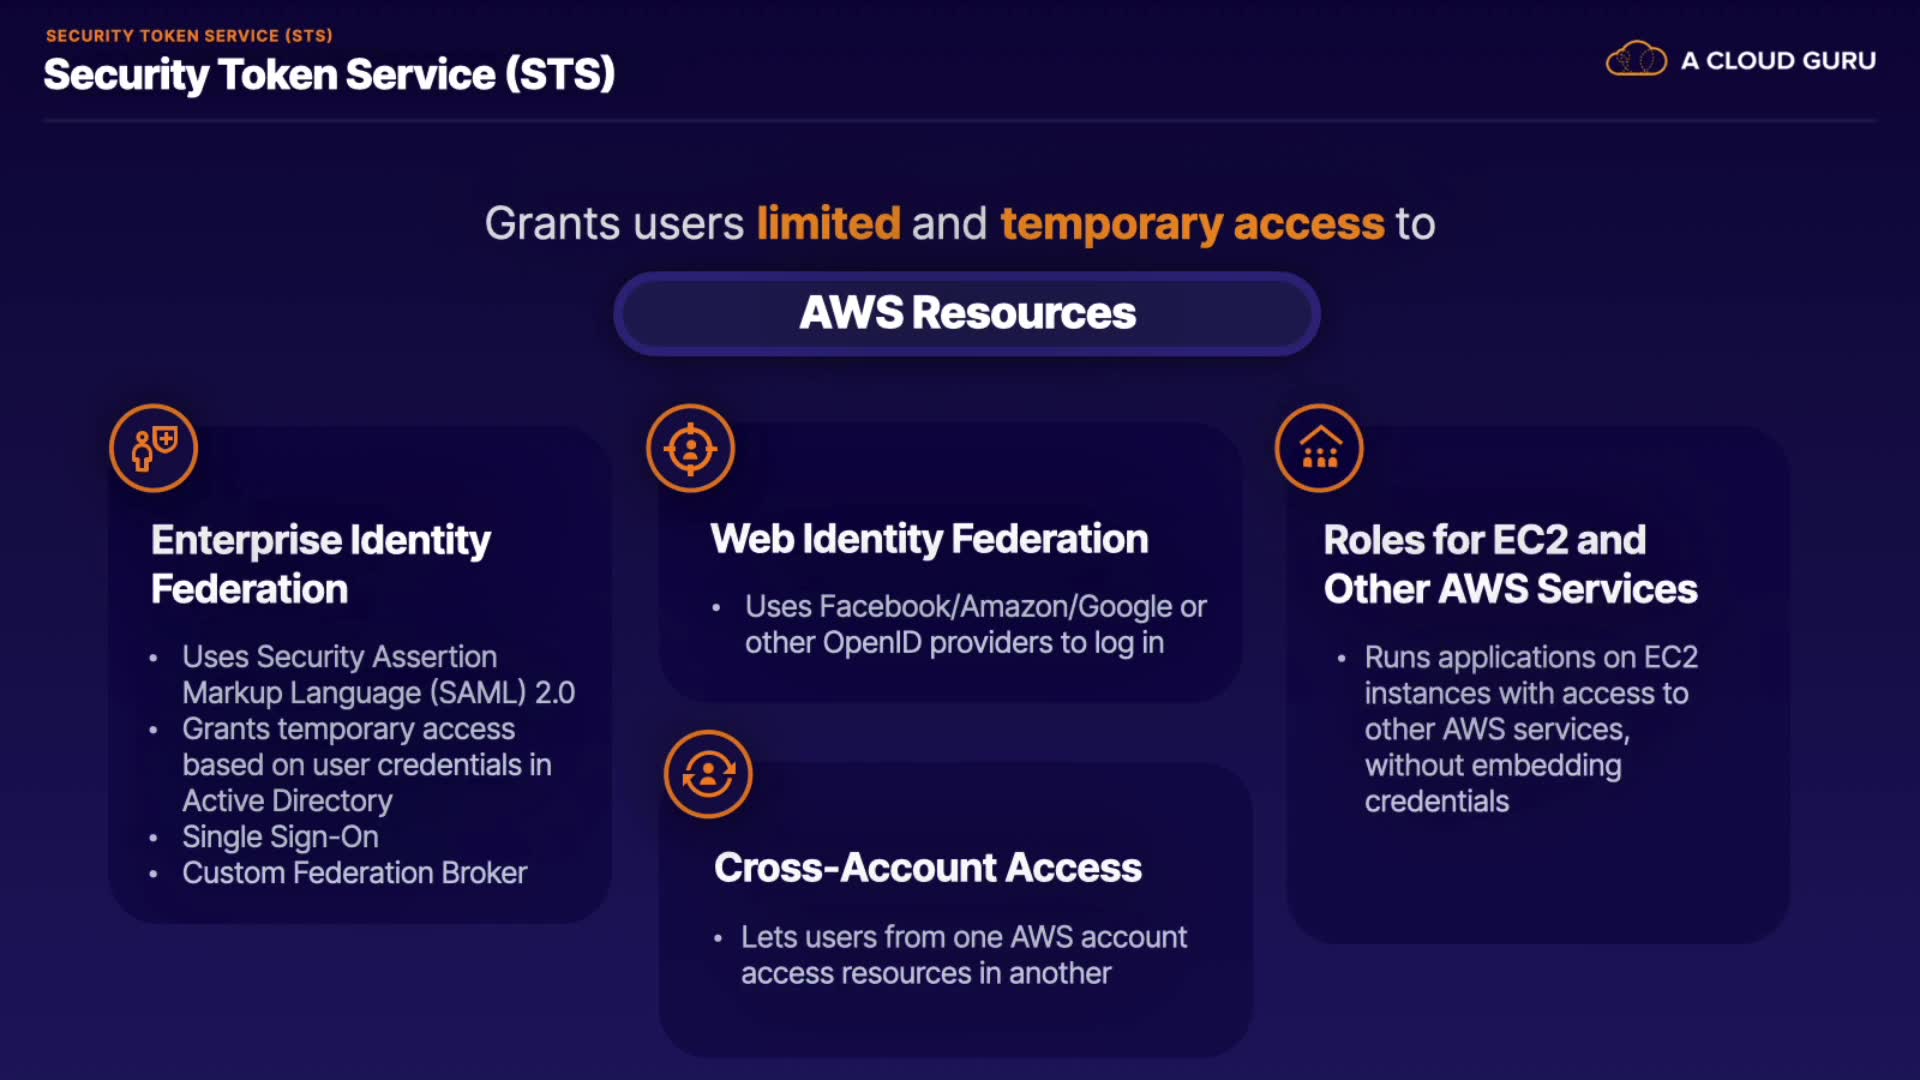 SECURITY TOKEN SERVICE (STS)
Security Token Service (STS)
A CLOUD GURU
Grants users limited and temporary access to
AWS Resources
Enterprise Identity
Federation
• Uses Security Assertion
Markup Language (SAML) 2.0
• Grants temporary access
based on user credentials in
Active Directory
• Single Sign-On
• Custom Federation Broker
Web Identity Federation
• Uses Facebook/Amazon/Google or
other OpenID providers to log in
Cross-Account Access
• Lets users from one AWS account
access resources in another
Roles for EC2 and
Other AWS Services
• Runs applications on EC2
instances with access to
other AWS services,
without embedding
credentials